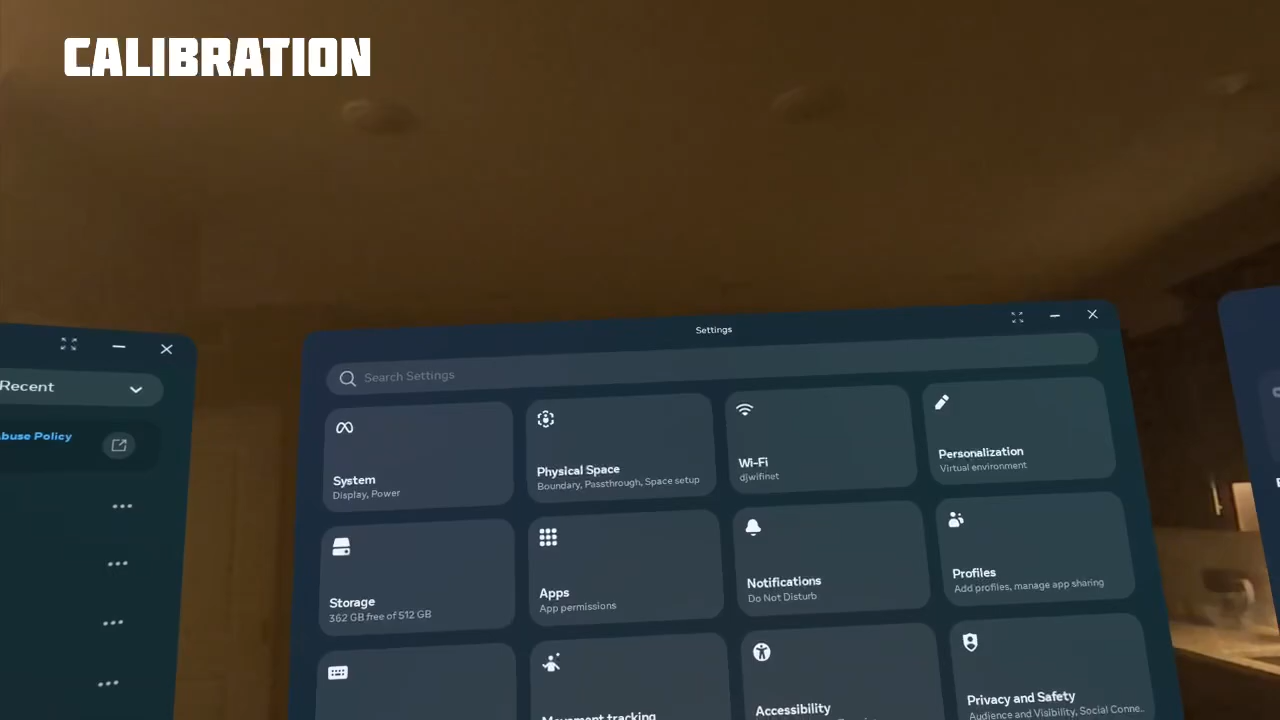 CALIBRATION
Settings
Recent
Search Settings
buse Policy
System
Display, Power
Physical Space
Boundary, Passthrough, Space setup
Wi-Fi
djwifinet
Personalization
Virtual environment
Storage
362 GB free of 512 GB
Apps
App permissions
Notifications
Do Not Disturb
Profiles
Add profiles, manage app sharing
Movement tracking
Accessibility
Privacy and Safety
Audience and Visibility, Social Conne..